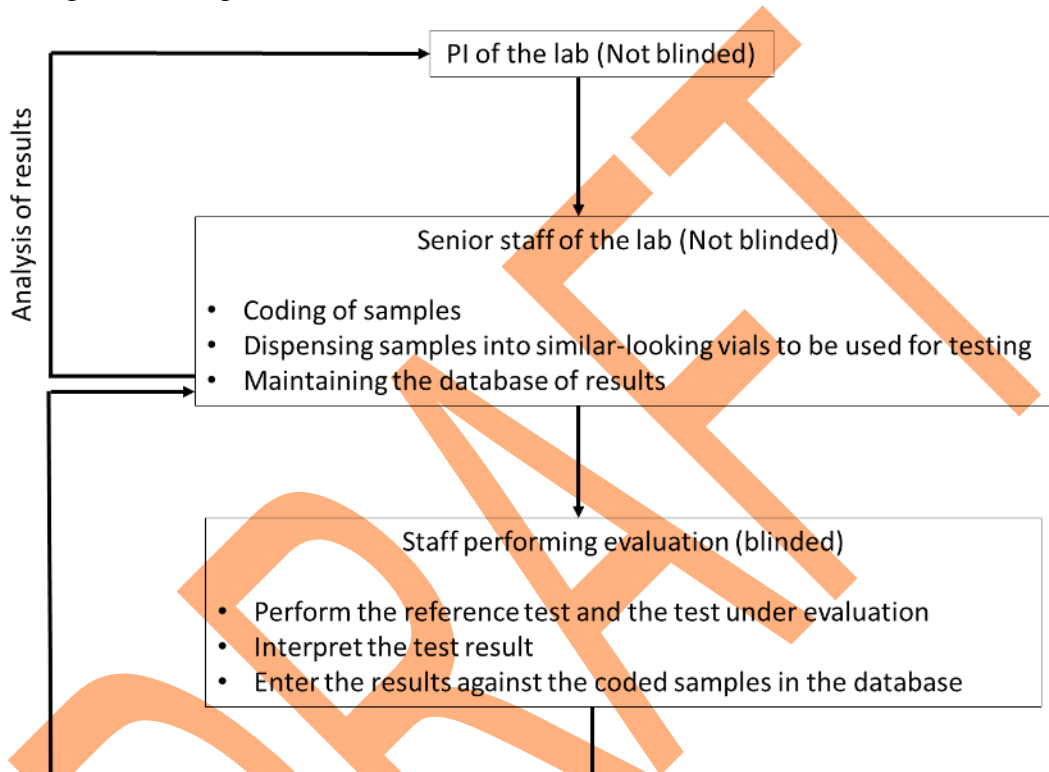 PI of the lab (Not blinded)
Analysis of results
Senior staff of the lab (Not blinded)
• Coding of samples
• Dispensing samples into similar-looking vials to be used for testing
• Maintaining the database of results
Staff performing evaluation (blinded)
• Perform the reference test and the test under evaluation
• Interpret the test result
• Enter the results against the coded samples in the database
DRAFT